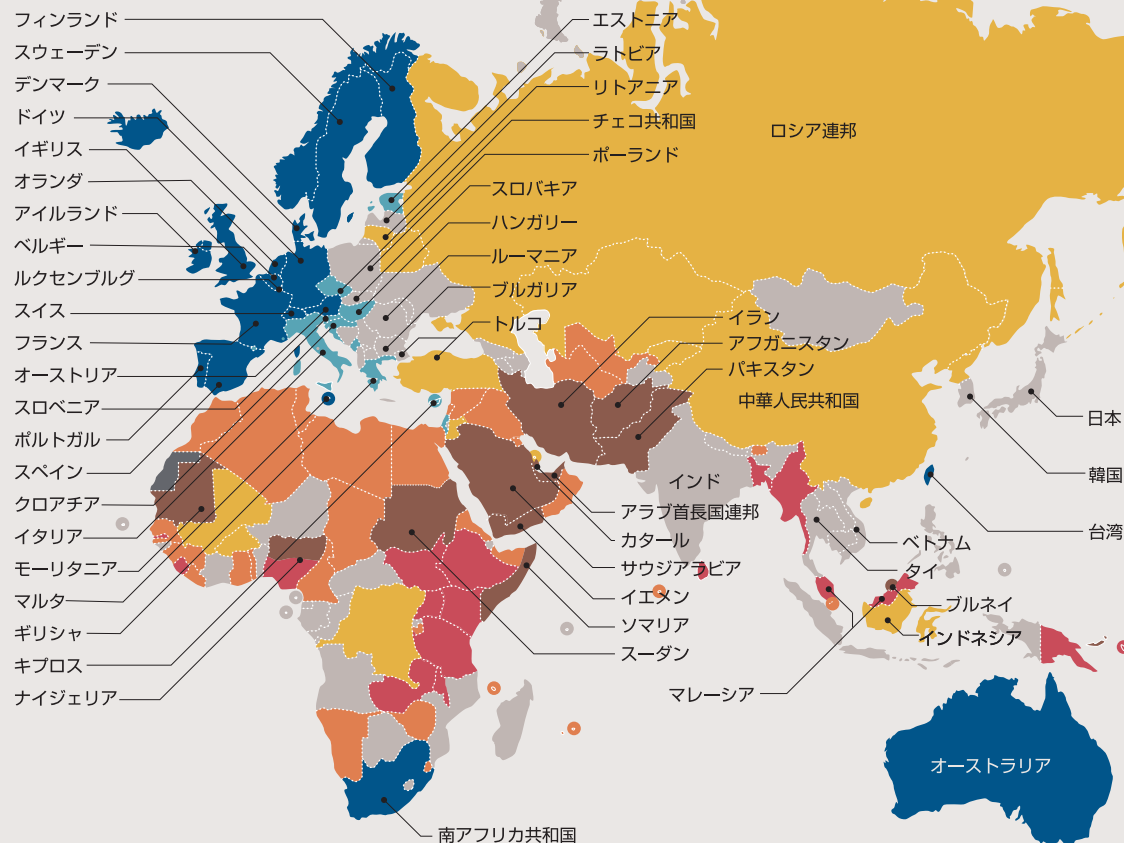 フィンランド
スウェーデン
デンマーク
ドイツ
イギリス
オランダ
アイルランド
ベルギー
ルクセンブルグ
スイス
フランス
オーストリア
スロベニア
ポルトガル
スペイン
クロアチア
イタリア
モーリタニア
マルタ
ギリシャ
キプロス
ナイジェリア
エストニア
ラトビア
リトアニア
チェコ共和国
ポーランド
スロバキア
ハンガリー
ルーマニア
ブルガリア
トルコ
ロシア連邦
イラン
アフガニスタン
パキスタン
中華人民共和国
日本
韓国
台湾
インド
アラブ首長国連邦
カタール
サウジアラビア
イエメン
ソマリア
スーダン
ベトナム
タイ
ブルネイ
インドネシア
マレーシア
オーストラリア
南アフリカ共和国